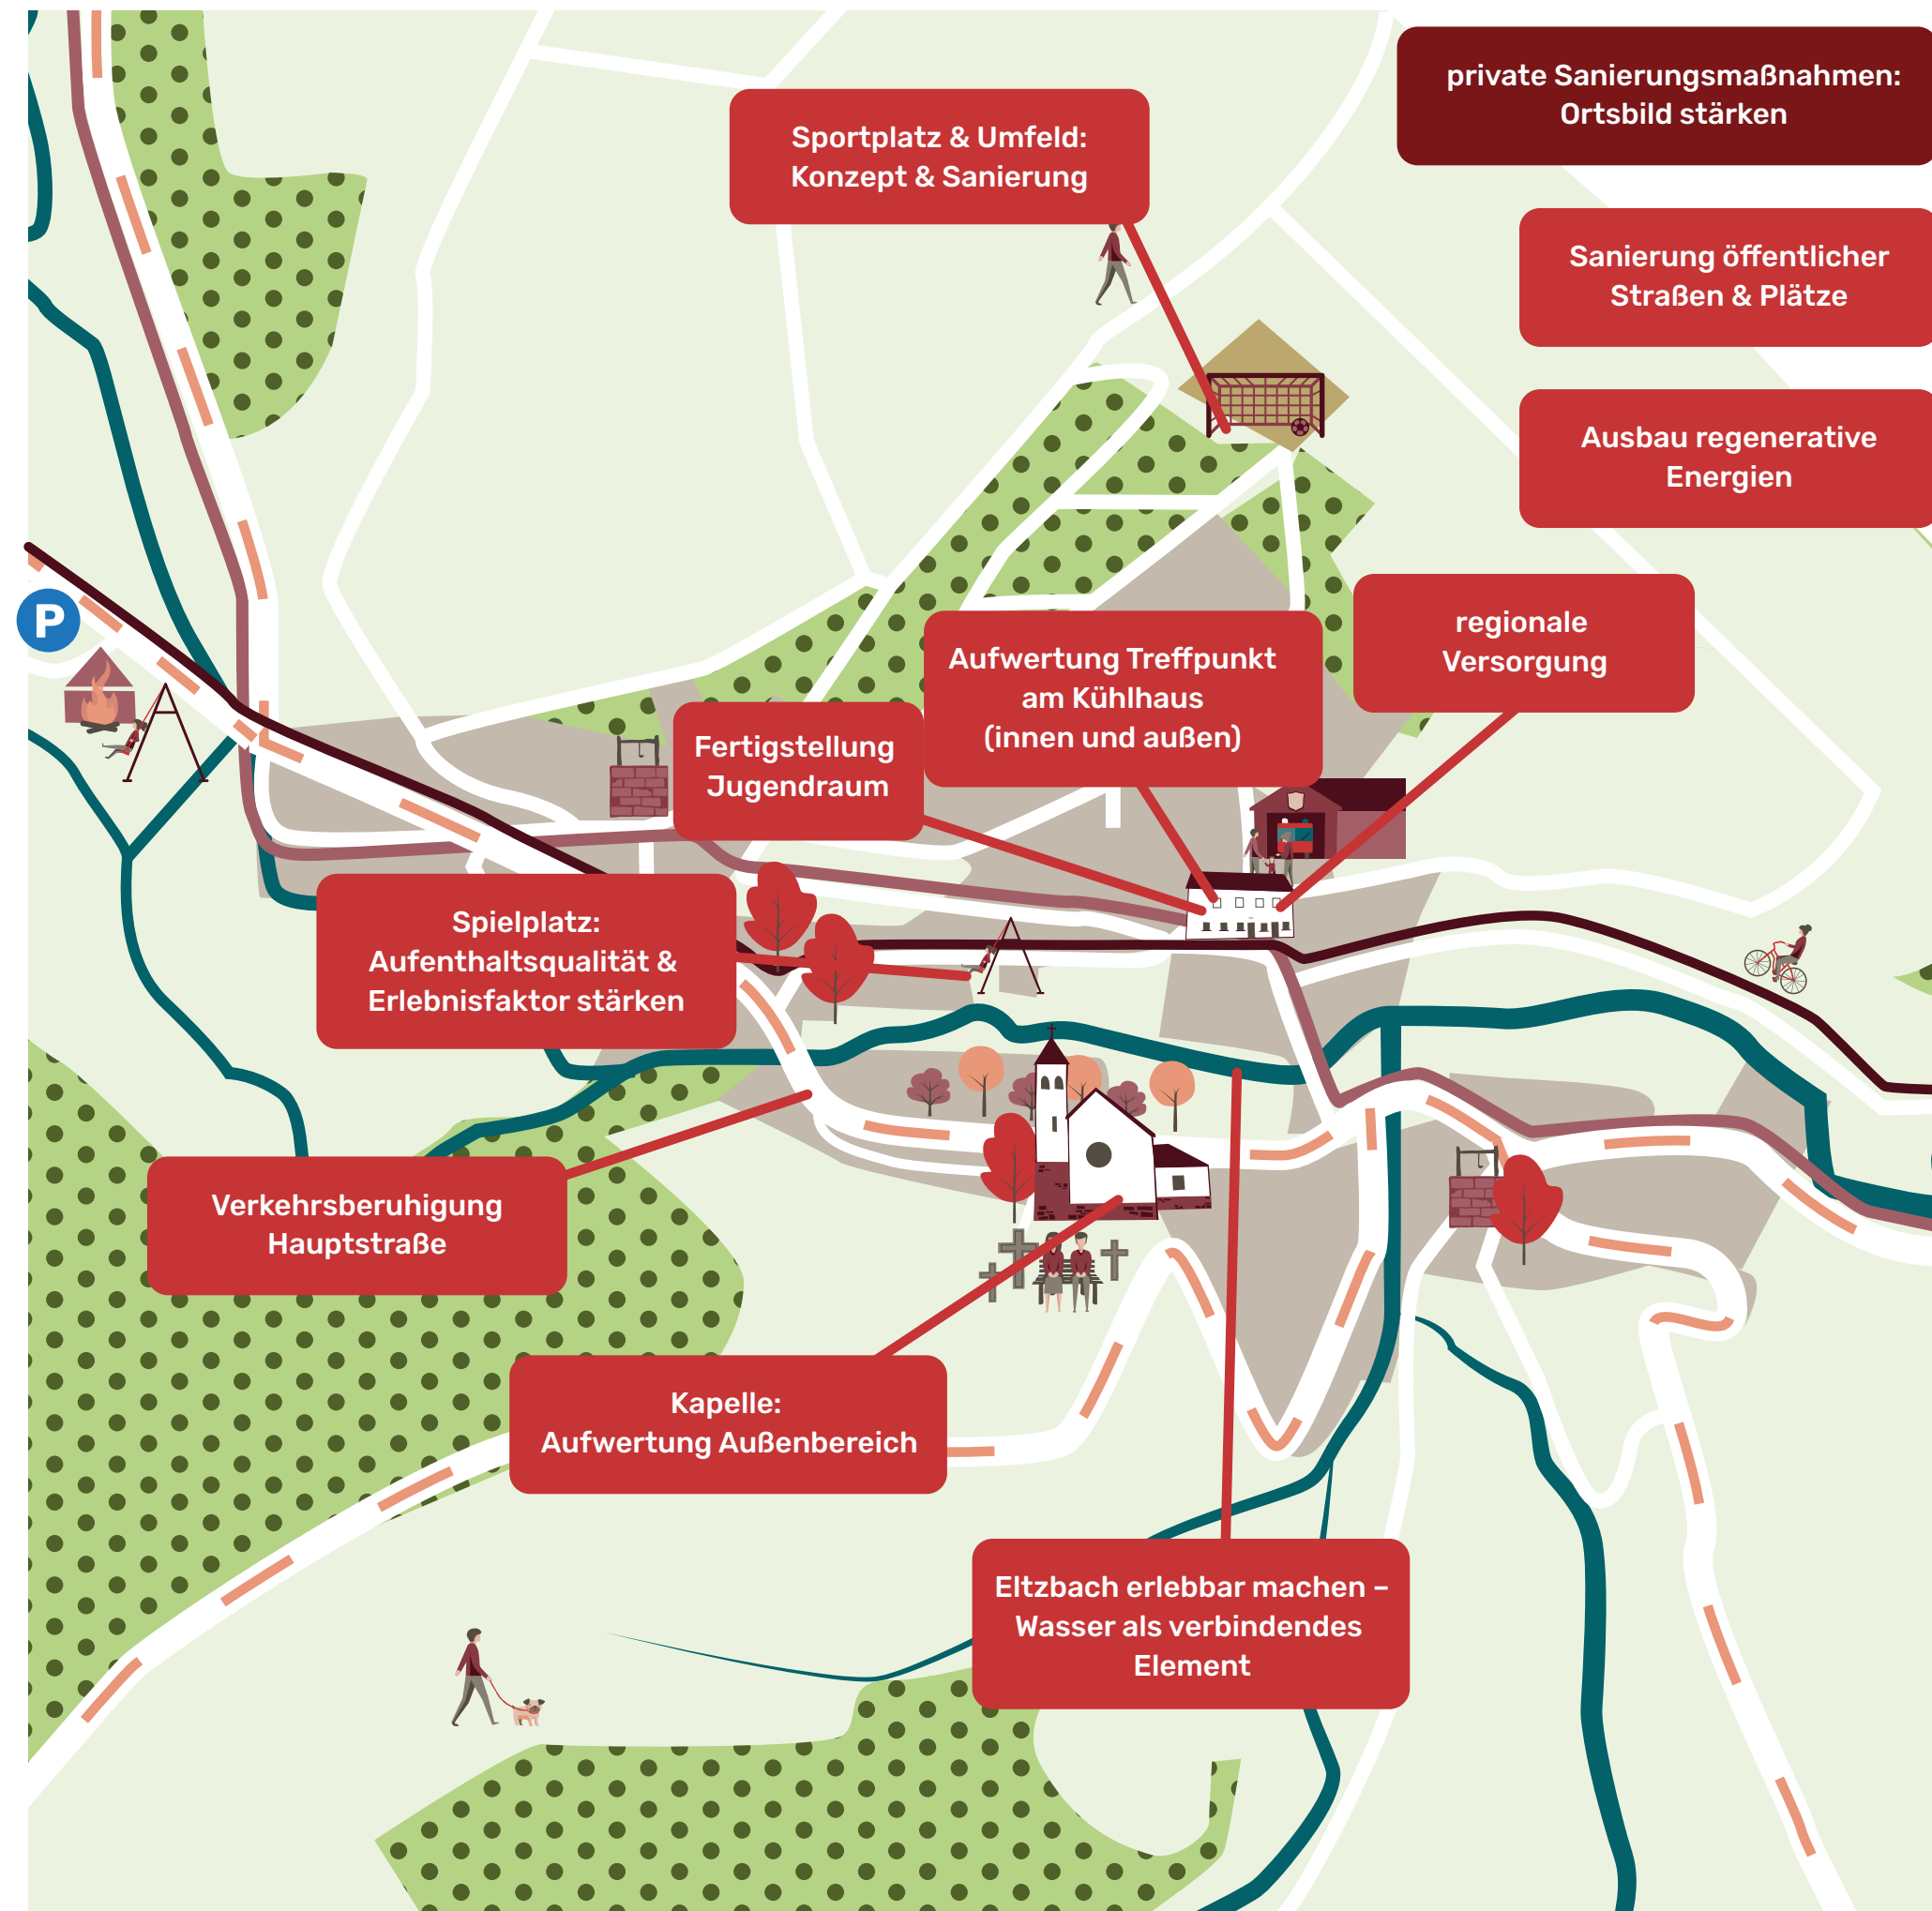 private Sanierungsmaßnahmen:
Ortsbild stärken
Sportplatz & Umfeld:
Konzept & Sanierung
Sanierung öffentlicher
Straßen & Plätze
Ausbau regenerative
Energien
P
regionale
Versorgung
Aufwertung Treffpunkt
am Kühlhaus
(innen und außen)
Fertigstellung
Jugendraum
Spielplatz:
Aufenthaltsqualität &
Erlebnisfaktor stärken
Verkehrsberuhigung
Hauptstraße
Kapelle:
Aufwertung Außenbereich
Eltzbach erlebbar machen –
Wasser als verbindendes
Element